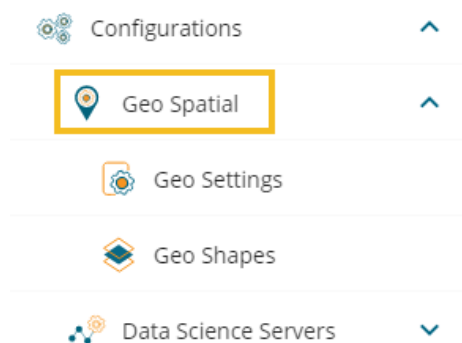 Configurations
Geo Spatial
Geo Settings
Geo Shapes
Data Science Servers